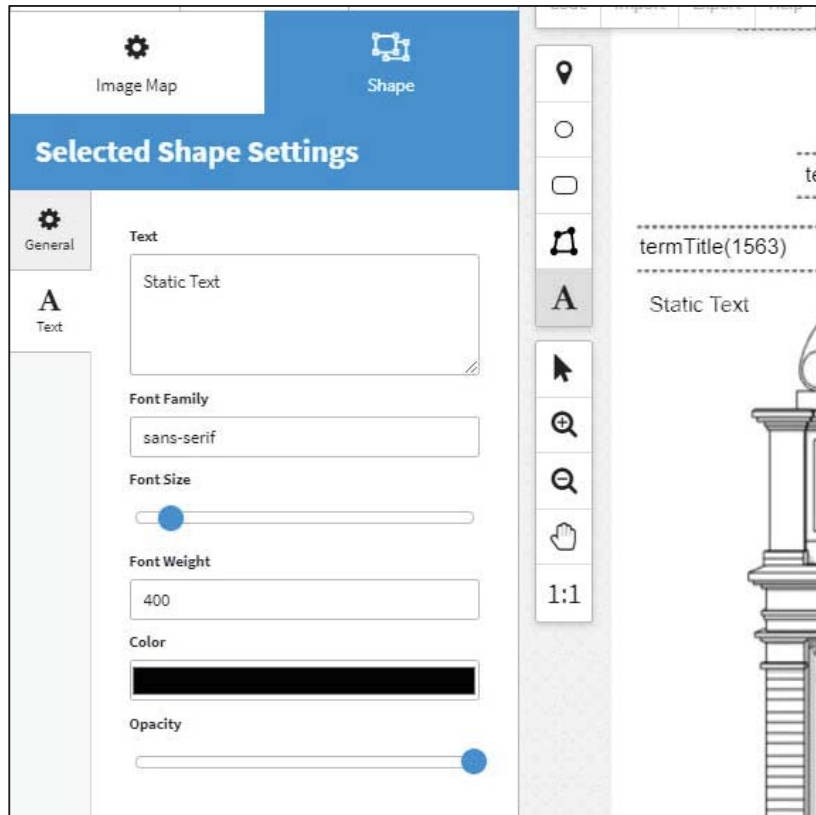 Image Map
Shape
Selected Shape Settings
General
Text
Text
Static Text
Font Family
sans-serif
Font Size
Font Weight
400
Color
Opacity
A
A
1:1
termTitle(1563)
Static Text